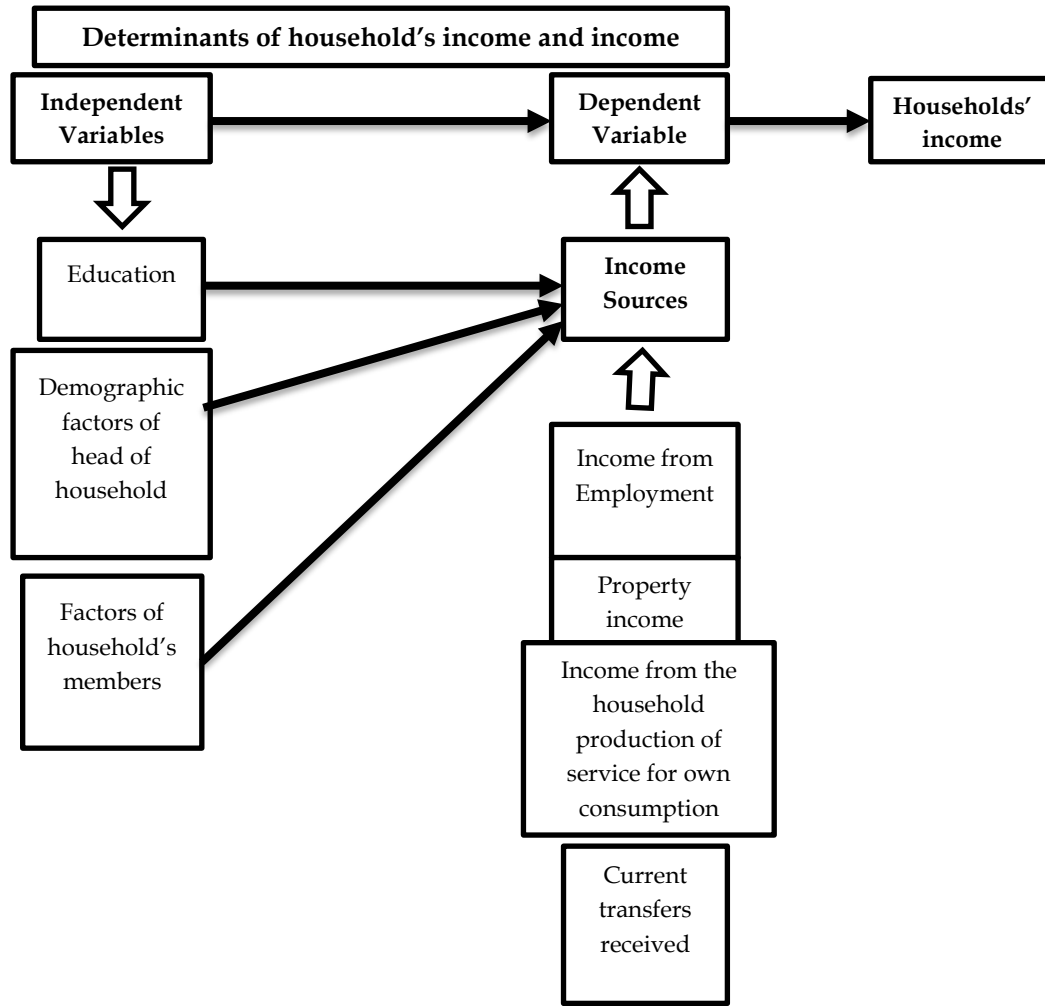 Determinants of household’s income and income
Independent
Variables
Dependent
Variable
Households’
income
Education
Income
Sources
Demographic
factors of
head of
household
Income from
Employment
Factors of
household’s
members
Property
income
Income from the
household
production of
service for own
consumption
Current
transfers
received